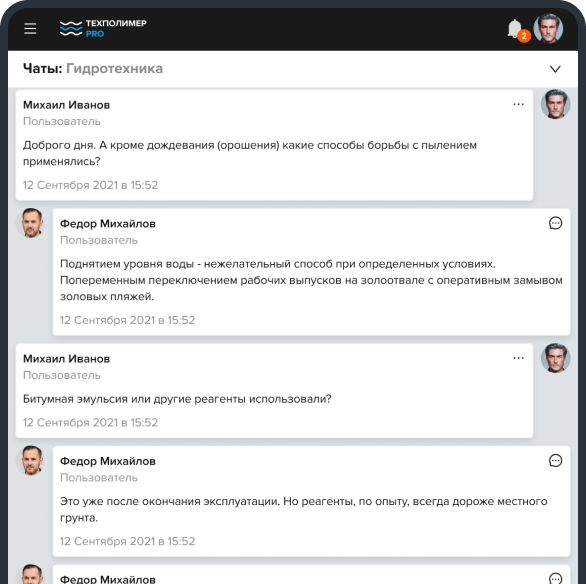 ТЕХПОЛИМЕР
PRO
2
Чаты: Гидротехника
Михаил Иванов
Пользователь
Доброго дня. А кроме дождевания (орошения) какие способы борьбы с пылением
применялись?
12 Сентября 2021 в 15:52
Федор Михайлов
Пользователь
Поднятием уровня воды - нежелательный способ при определенных условиях.
Попеременным переключением рабочих выпусков на золоотвале с оперативным замывом
золовых пляжей.
12 Сентября 2021 в 15:52
Михаил Иванов
Пользователь
Битумная эмульсия или другие реагенты использовали?
12 Сентября 2021 в 15:52
Федор Михайлов
Пользователь
Это уже после окончания эксплуатации. Но реагенты, по опыту, всегда дороже местного
грунта.
12 Сентября 2021 в 15:52
Федор Михайлов